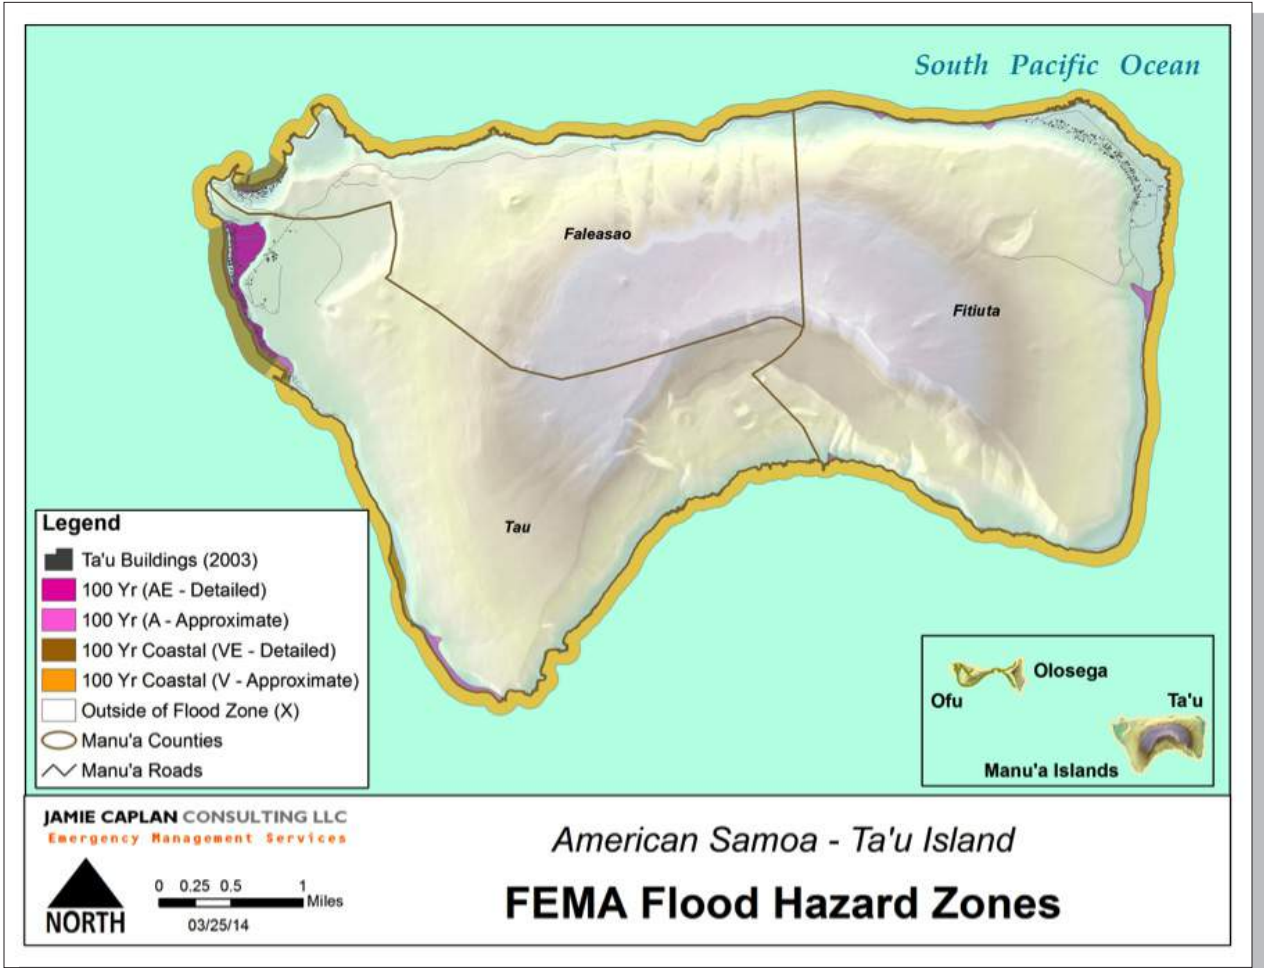 South Pacific Ocean
Faleasao
Fitiuta
Tau
Legend
Ta'u Buildings (2003)
100 Yr (AE - Detailed)
100 Yr (A - Approximate)
100 Yr Coastal (VE - Detailed)
100 Yr Coastal (V - Approximate)
Outside of Flood Zone (X)
Manu'a Counties
Manu'a Roads
Olosega
Ofu
Ta'u
Manu'a Islands
JAMIE CAPLAN CONSULTING LLC
Emergency Management Services
NORTH
0 0.25 0.5 1
Miles
03/25/14
American Samoa - Ta'u Island
FEMA Flood Hazard Zones